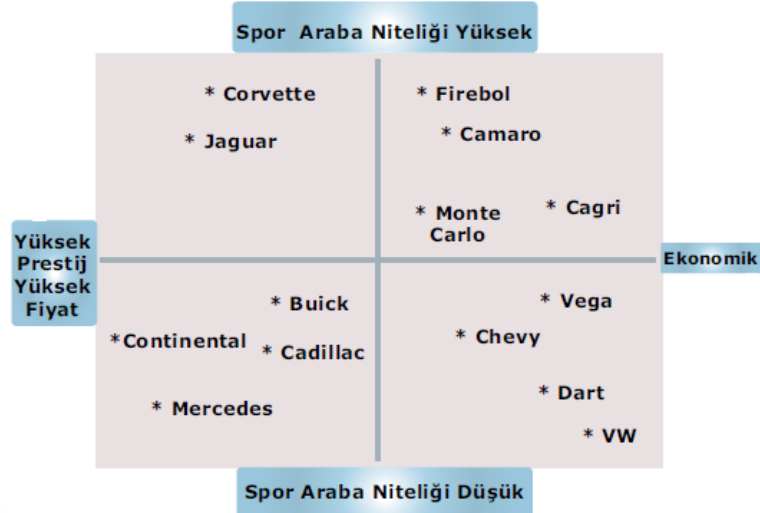 Spor Araba Niteliği Yüksek
* Corvette
* Firebol
* Jaguar
* Camaro
* Monte
Carlo
* Cagri
Yüksek
Prestij
Yüksek
Fiyat
Ekonomik
* Buick
* Vega
*Continental
* Cadillac
* Chevy
* Mercedes
* Dart
* VW
Spor Araba Niteliği Düşük